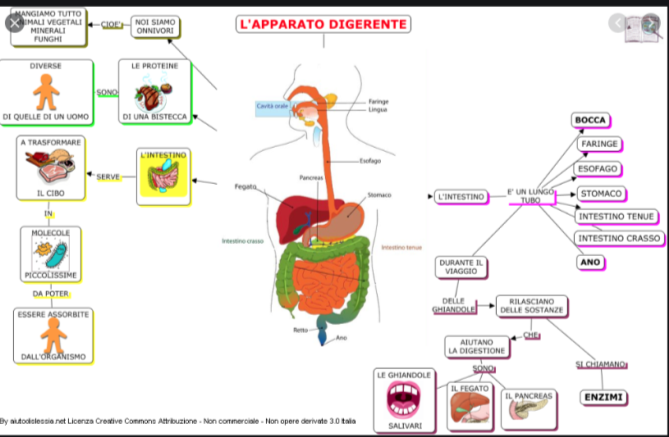 L'APPARATO DIGERENTE
MANGIAMO TUTTO
ANIMALI VEGETALI
MINERALI
FUNGHI
CIOE'
NOI SIAMO
ONNIVORI
DIVERSE
DI QUELLE DI UN UOMO
SONO
LE PROTEINE
DI UNA BISTECCA
A TRASFORMARE
IL CIBO
SERVE
L'INTESTINO
IN
MOLECOLE
PICCOLISSIME
DA POTER
ESSERE ASSORBITE
DALL'ORGANISMO
Cavità orale
Faringe
Lingua
Esofago
Pancreas
Fegato
Stomaco
Intestino crasso
Intestino tenue
Retto
Ano
L'INTESTINO
E' UN LUNGO
TUBO
BOCCA
FARINGE
ESOFAGO
STOMACO
INTESTINO TENUE
INTESTINO CRASSO
ANO
DURANTE IL
VIAGGIO
DELLE
GHIANDOLE
RILASCIANO
DELLE SOSTANZE
CHE
AIUTANO
LA DIGESTIONE
SI CHIAMANO
ENZIMI
SONO
LE GHIANDOLE
SALIVARI
IL FEGATO
IL PANCREAS
By aiutodislessia.net Licenza Creative Commons Attribuzione - Non commerciale - Non opere derivate 3.0 Italia